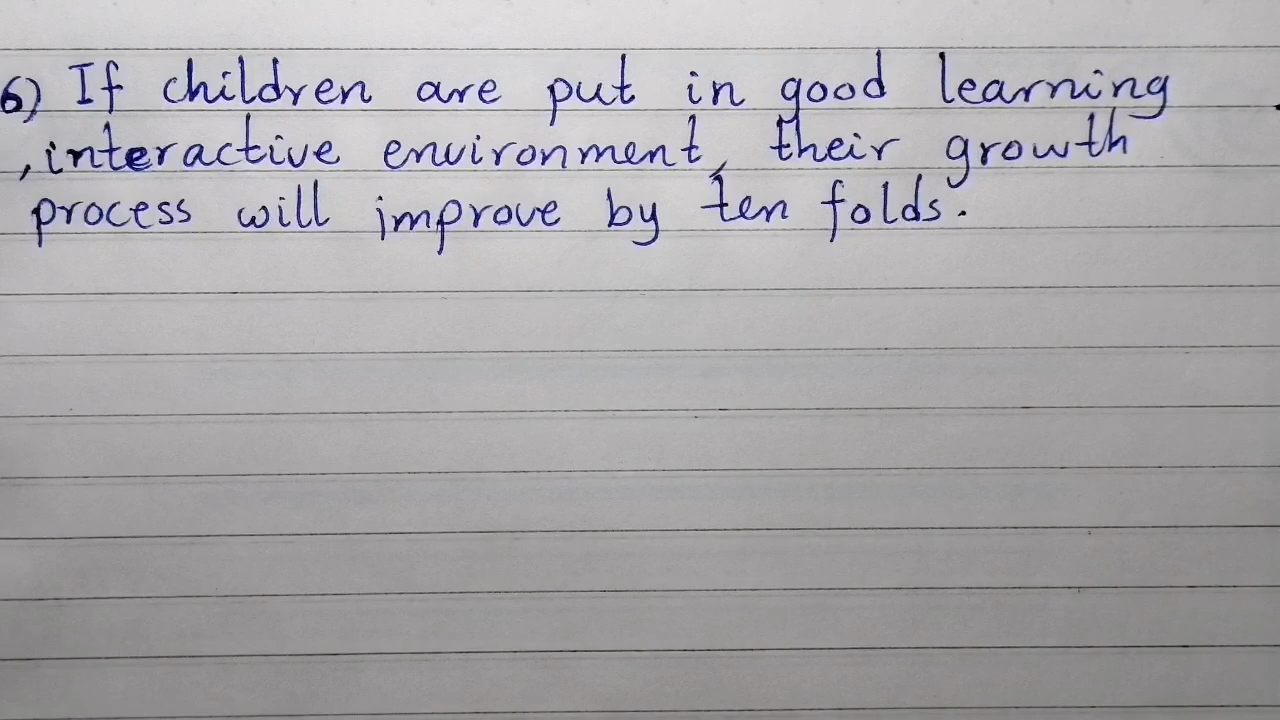 6) If children are put in good learning
, interactive environment, their growth
process will improve by ten folds.